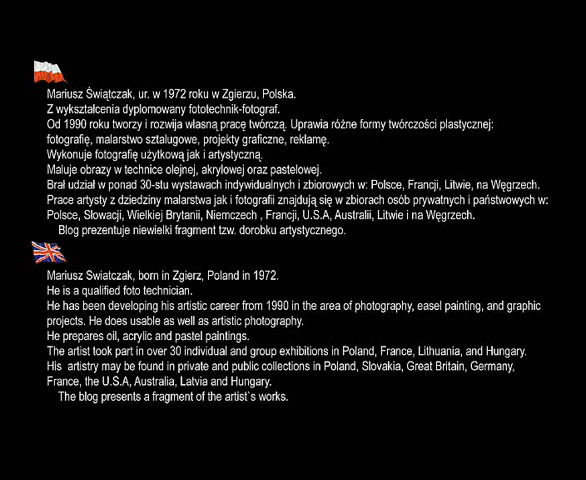 Mariusz Świątczak, ur. w 1972 roku w Zgierzu, Polska.
Z wykształcenia dyplomowany fototechnik-fotograf.
Od 1990 roku tworzy i rozwija własną pracę twórczą. Uprawia różne formy twórczości plastycznej:
fotografię, malarstwo sztalugowe, projekty graficzne, reklamę.
Wykonuje fotografię użytkową jak i artystyczną.
Maluje obrazy w technice olejnej, akrylowej oraz pastelowej.
Brał udział w ponad 30-stu wystawach indywidualnych i zbiorowych w: Polsce, Francji, Litwie, na Węgrzech.
Prace artysty z dziedziny malarstwa jak i fotografii znajdują się w zbiorach osób prywatnych i państwowych w:
Polsce, Słowacji, Wielkiej Brytanii, Niemczech , Francji, U.S.A, Australii, Litwie i na Węgrzech.
Blog prezentuje niewielki fragment tzw. dorobku artystycznego.
Mariusz Swiatczak, born in Zgierz, Poland in 1972.
He is a qualified foto technician.
He has been developing his artistic career from 1990 in the area of photography, easel painting, and graphic
projects. He does usable as well as artistic photography.
He prepares oil, acrylic and pastel paintings.
The artist took part in over 30 individual and group exhibitions in Poland, France, Lithuania, and Hungary.
His artistry may be found in private and public collections in Poland, Slovakia, Great Britain, Germany,
France, the U.S.A, Australia, Latvia and Hungary.
The blog presents a fragment of the artist`s works.